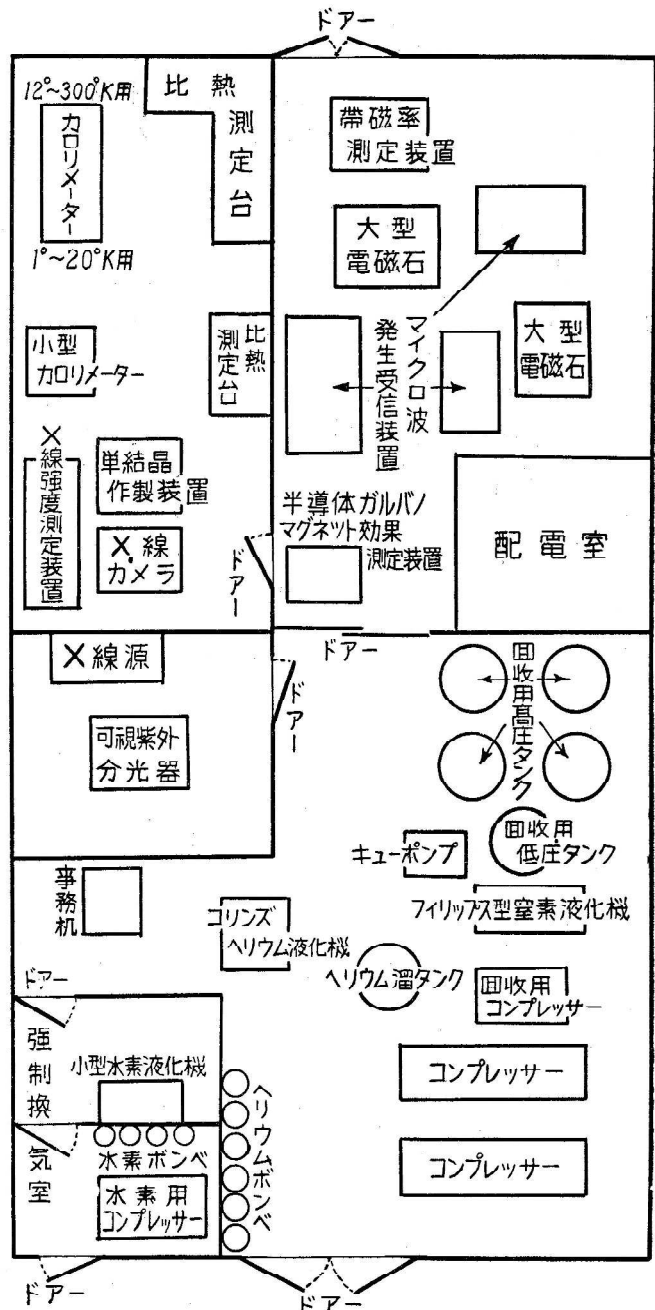 ドアー
12°~300°K用
カロリメーター
1°~20°K用
比熱
測定台
帯磁率
測定装置
大型
電磁石
マイクロ波
発生受信装置
大型
電磁石
小型
カロリメーター
比熱
測定台
X線強度測定装置
単結晶
作製装置
X線
カメラ
ドアー
半導体ガルバノ
マグネット効果
測定装置
配電室
ドアー
X線源
ドアー
可視紫外
分光器
回収用高圧タンク
キューポンプ
回収用
低圧タンク
事務机
コリンズ
ヘリウム液化機
フィリップス型窒素液化機
ヘリウム溜タンク
回収用
コンプレッサー
ドアー
強制換
気室
小型水素液化機
コンプレッサー
水素ボンベ
ヘリウムボンベ
水素用
コンプレッサー
コンプレッサー
ドアー
ドアー